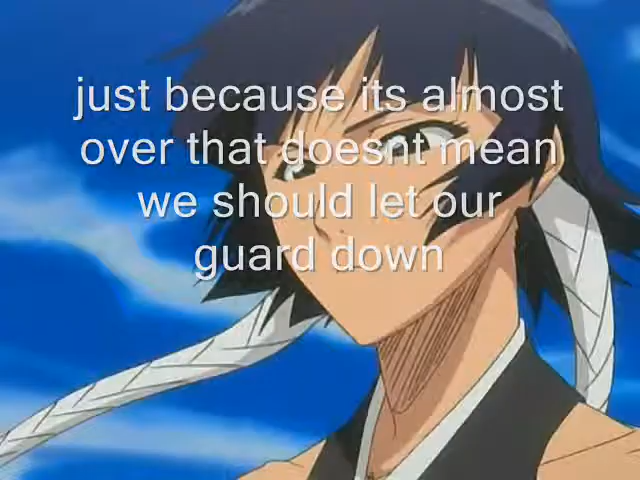 just because its almost
over that doesnt mean
we should let our
guard down